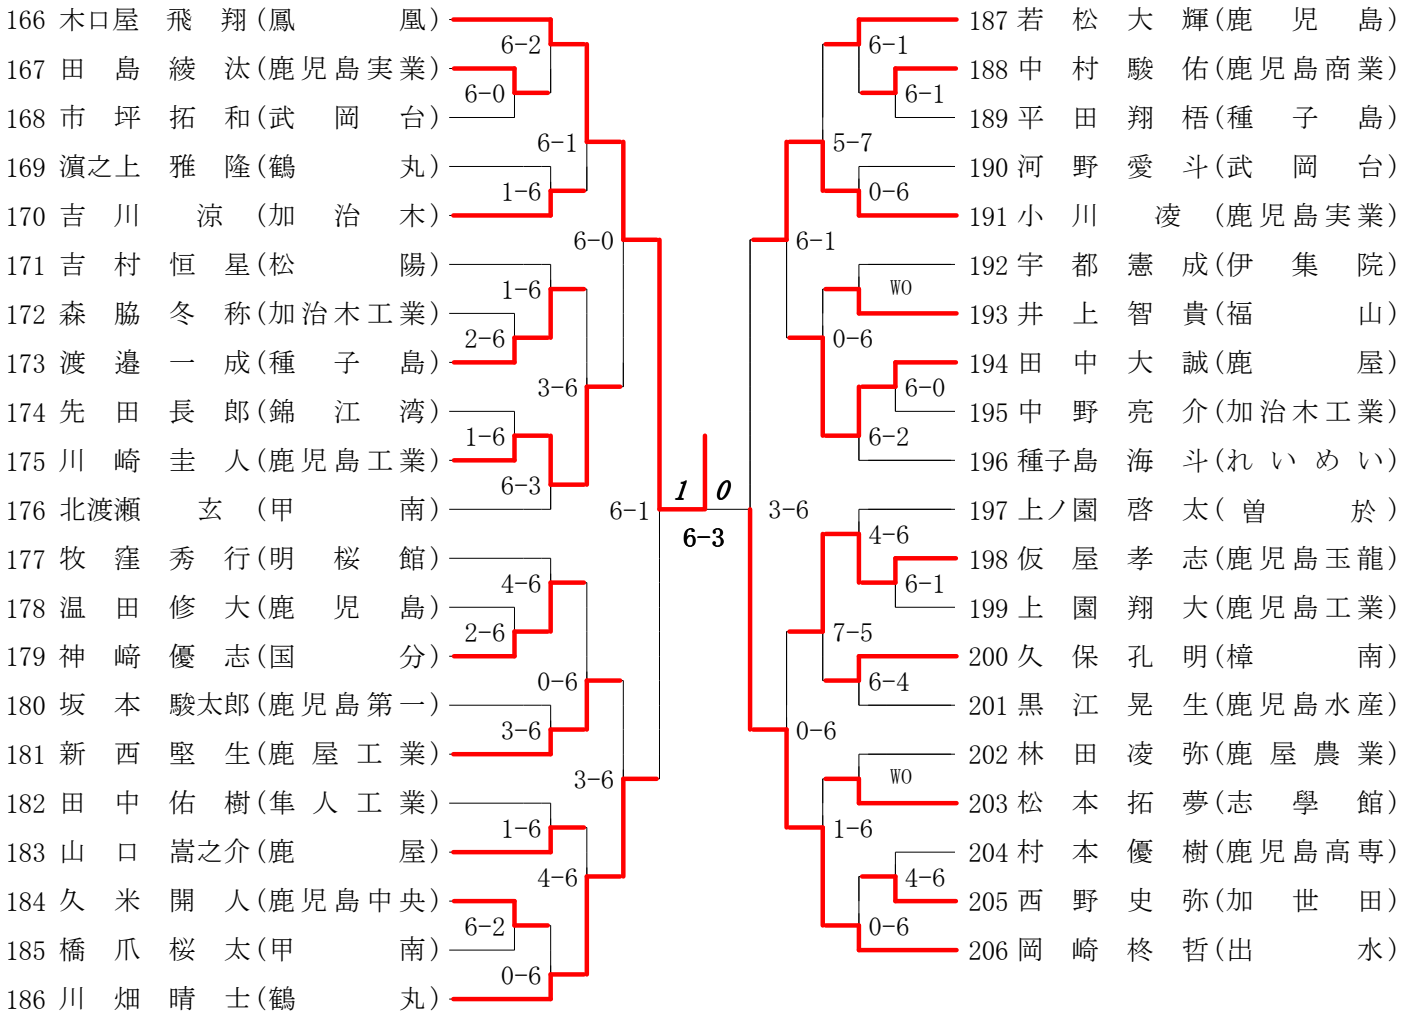 166 木口屋 飛 翔(鳳 凰)
6-2
167 田 島 綾 汰(鹿児島実業)
6-0
168 市 坪 拓 和(武 岡 台)
6-1
169 濵之上 雅 隆(鶴 丸)
1-6
170 吉 川 涼 (加 治 木)
6-0
171 吉 村 恒 星(松 陽)
1-6
172 森 脇 冬 称(加治木工業)
2-6
173 渡 邉 一 成(種 子 島)
3-6
174 先 田 長 郎(錦 江 湾)
1-6
175 川 崎 圭 人(鹿児島工業)
6-3
176 北渡瀬 玄 (甲 南)
6-1
177 牧 窪 秀 行(明 桜 館)
4-6
178 温 田 修 大(鹿 児 島)
2-6
179 神 﨑 優 志(国 分)
0-6
180 坂 本 駿太郎(鹿児島第一)
3-6
181 新 西 堅 生(鹿 屋 工 業)
3-6
182 田 中 佑 樹(隼 人 工 業)
1-6
183 山 口 嵩之介(鹿 屋)
4-6
184 久 米 開 人(鹿児島中央)
6-2
185 橋 爪 桜 太(甲 南)
0-6
186 川 畑 晴 士(鶴 丸)
1 0
6-3
187 若 松 大 輝(鹿 児 島)
6-1
188 中 村 駿 佑(鹿児島商業)
6-1
189 平 田 翔 梧(種 子 島)
5-7
190 河 野 愛 斗(武 岡 台)
0-6
191 小 川 凌 (鹿児島実業)
6-1
192 宇 都 憲 成(伊 集 院)
WO
193 井 上 智 貴(福 山)
0-6
194 田 中 大 誠(鹿 屋)
6-0
195 中 野 亮 介(加治木工業)
6-2
196 種子島 海 斗(れ い め い)
3-6
197 上ノ園 啓 太( 曽 於 )
4-6
198 仮 屋 孝 志(鹿児島玉龍)
6-1
199 上 園 翔 大(鹿児島工業)
7-5
200 久 保 孔 明(樟 南)
6-4
201 黒 江 晃 生(鹿児島水産)
0-6
202 林 田 凌 弥(鹿 屋 農 業)
WO
203 松 本 拓 夢(志 學 館)
1-6
204 村 本 優 樹(鹿児島高専)
4-6
205 西 野 史 弥(加 世 田)
0-6
206 岡 崎 柊 哲(出 水)